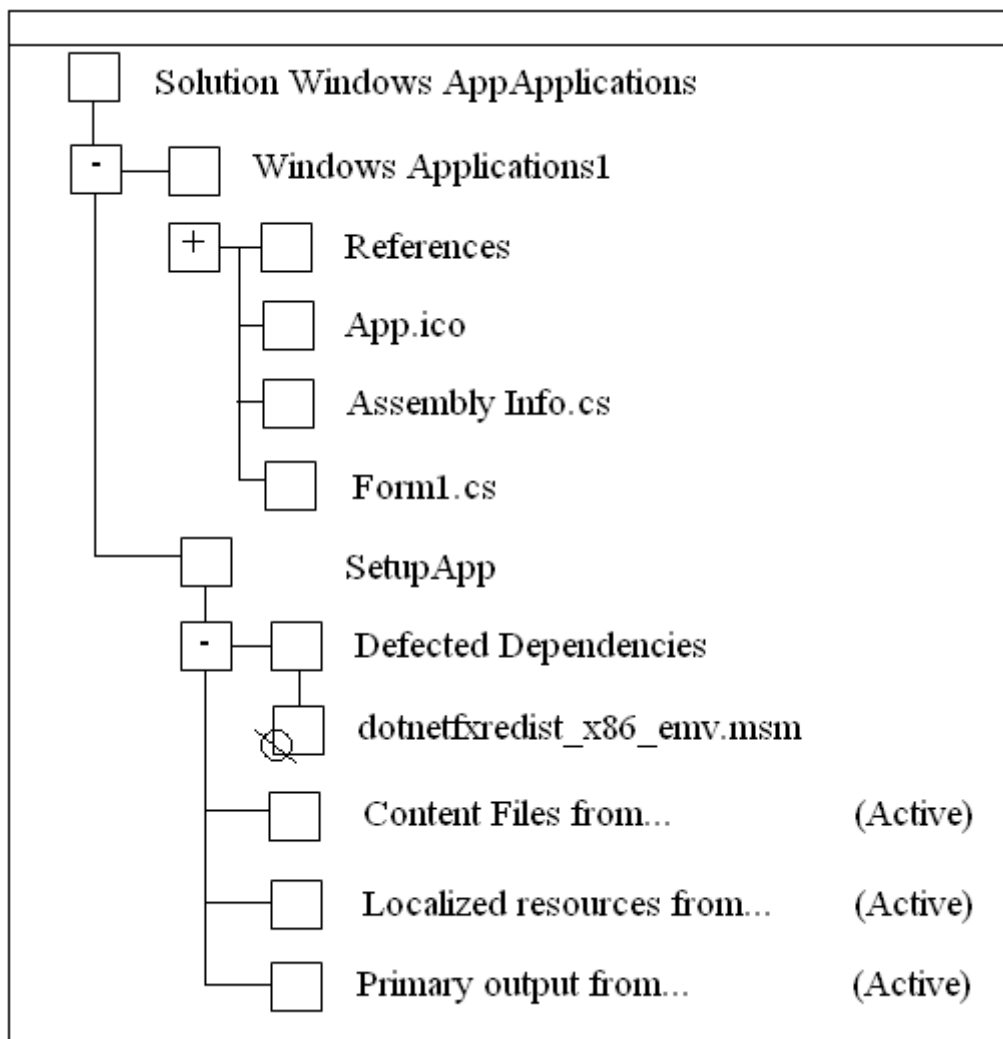 Solution Windows AppApplications
- Windows Applications1
+ References
App.ico
Assembly Info.cs
Form1.cs
SetupApp
- Defected Dependencies
dotnetfxredist_x86_emv.msm
Content Files from... (Active)
Localized resources from... (Active)
Primary output from... (Active)